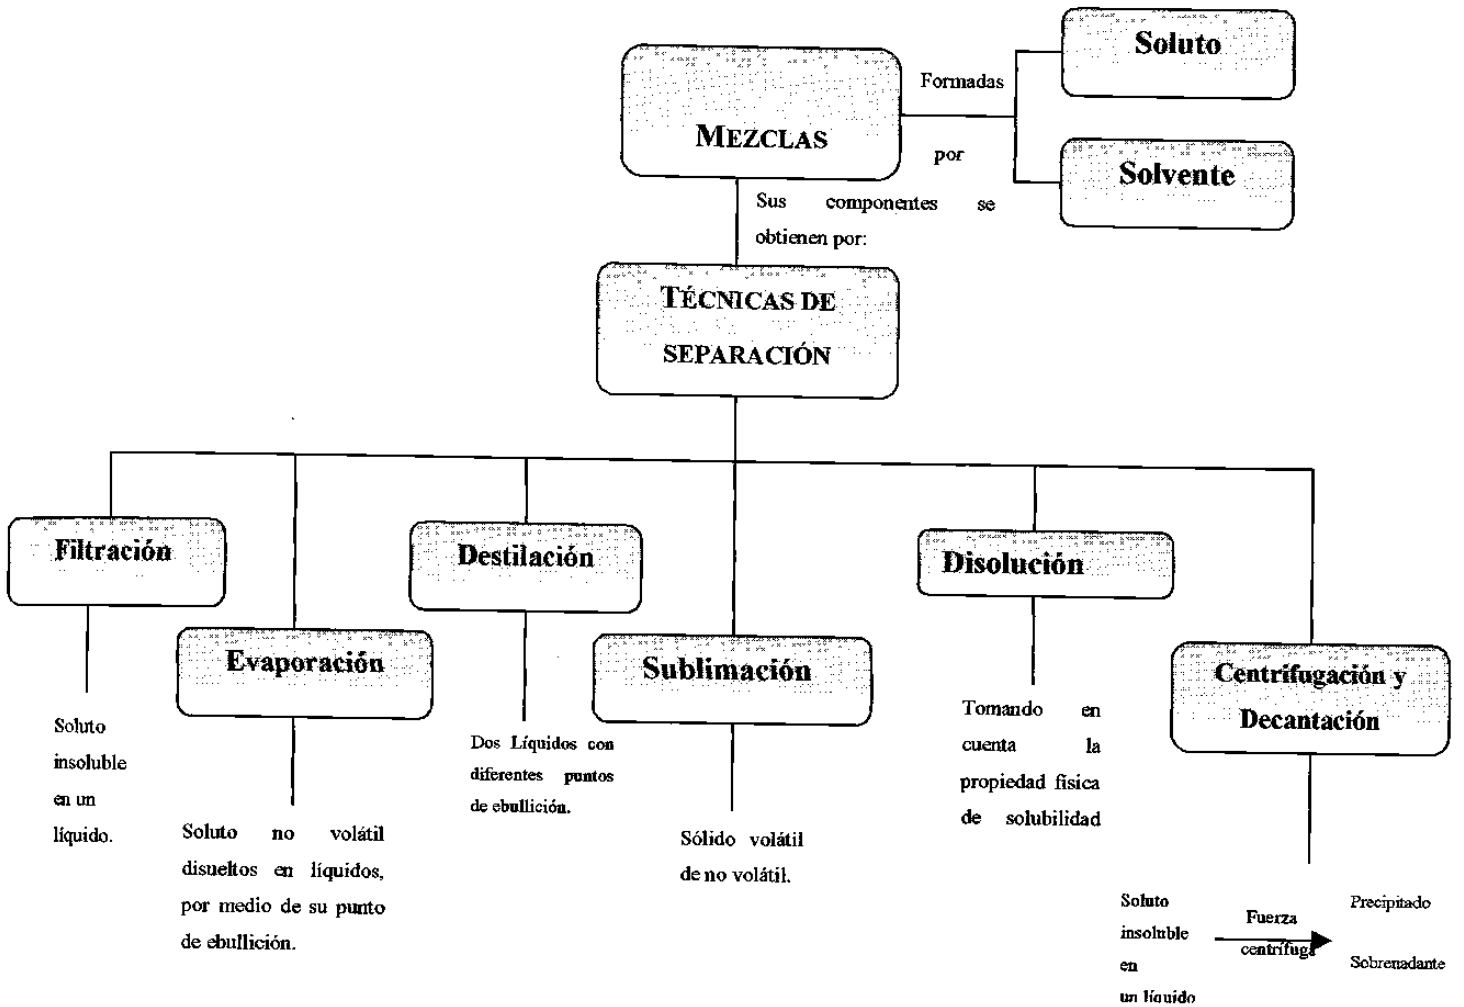 Soluto
Formadas
MEZCLAS
por
Solvente
Sus componentes se
obtienen por:
TÉCNICAS DE
SEPARACIÓN
Filtración
Destilación
Disolución
Evaporación
Sublimación
Centrífugación y
Decantación
Soluto
insoluble
en un
líquido.
Soluto no volátil
disueltos en líquidos,
por medio de su punto
de ebullición.
Dos Líquidos con
diferentes puntos
de ebullición.
Sólido volátil
de no volátil.
Tomando en
cuenta la
propiedad física
de solubilidad
Soluto
insoluble
en
un líquido
Fuerza
centrífuga
Precipitado
Sobrenadante